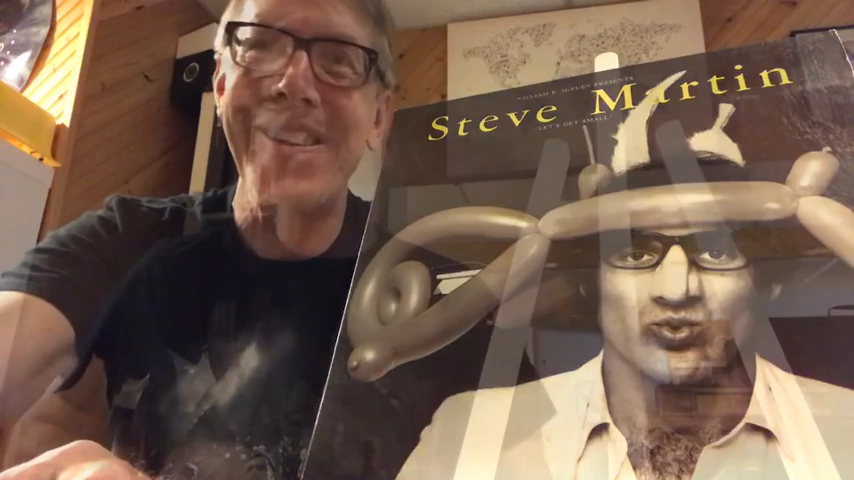 WILLIAM E. McEUEN PRESENTS
Steve Martin
LET'S GET SMALL